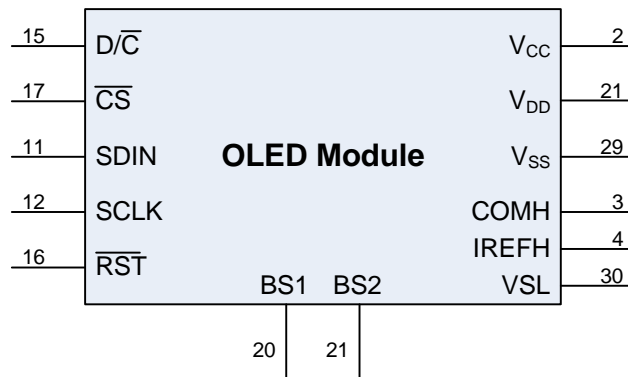 15 D/C̅ V_CC 2
17 C̅S̅ V_DD 21
11 SDIN OLED Module V_SS 29
12 SCLK COMH 3
IREFH 4
16 R̅S̅T̅
BS1 BS2 VSL 30
20 21